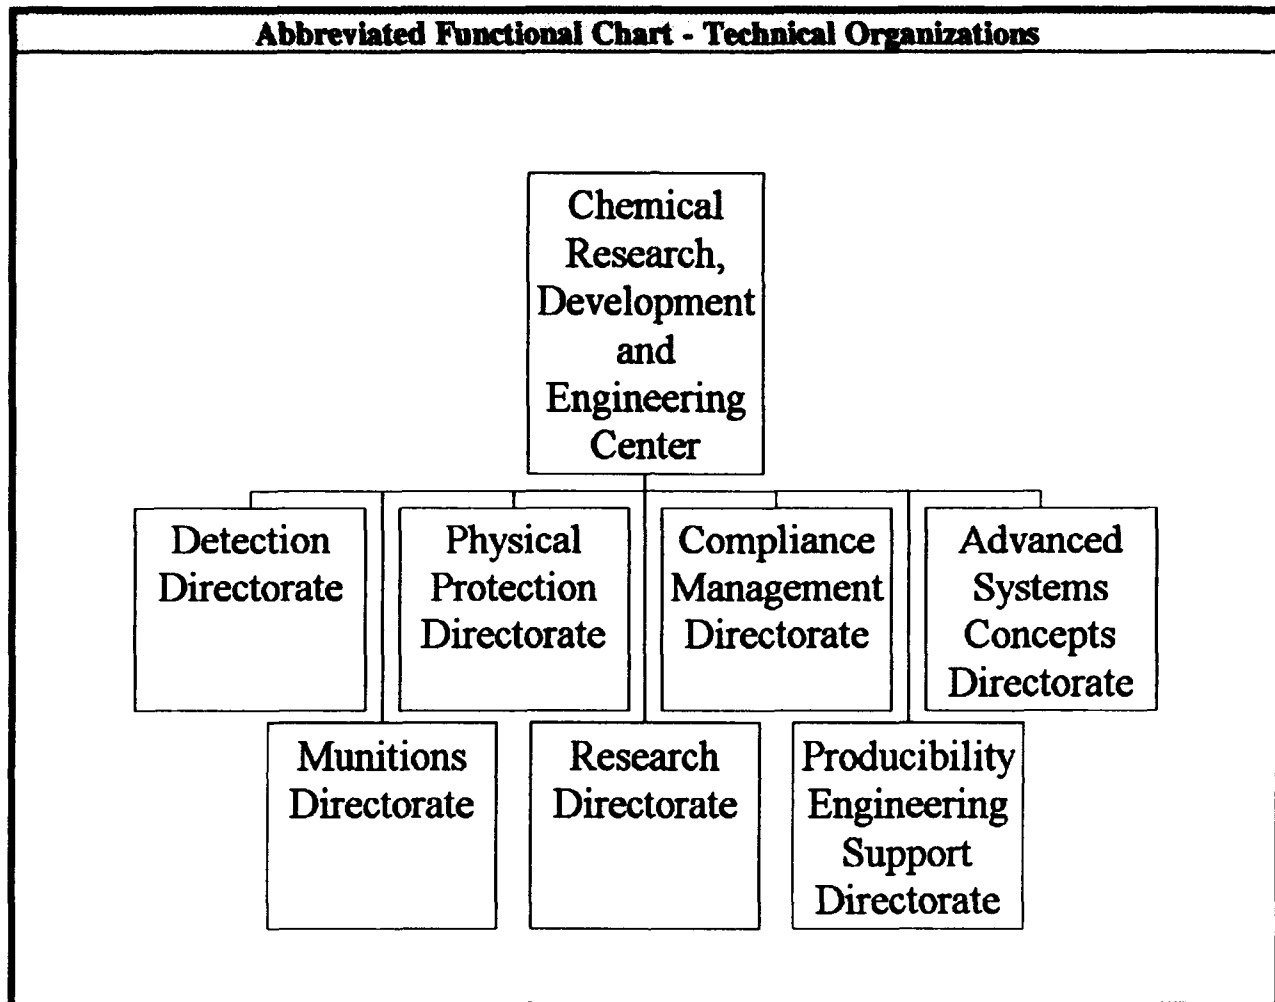 Abbreviated Functional Chart - Technical Organizations
Chemical
Research,
Development
and
Engineering
Center
Detection
Directorate
Physical
Protection
Directorate
Compliance
Management
Directorate
Advanced
Systems
Concepts
Directorate
Munitions
Directorate
Research
Directorate
Producibility
Engineering
Support
Directorate